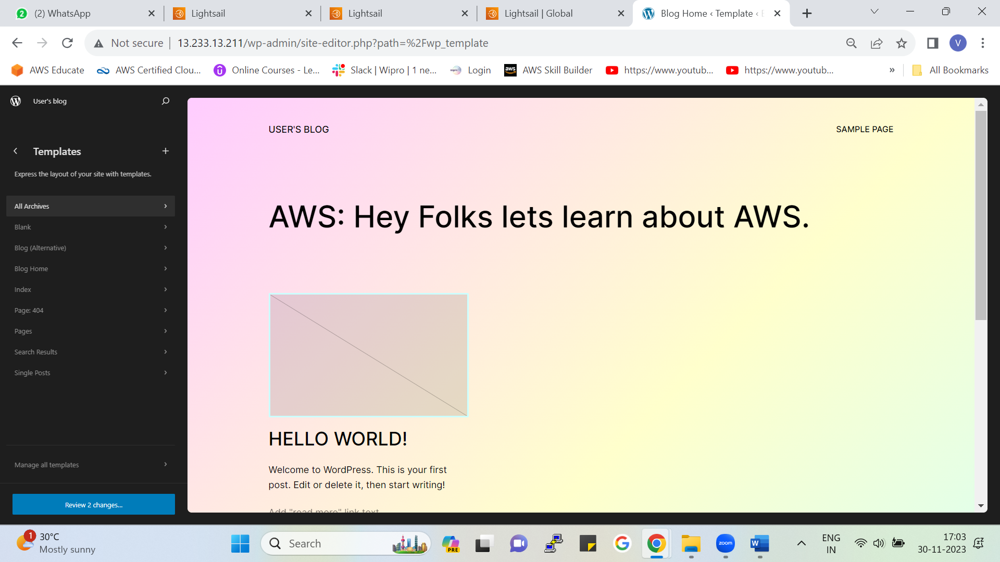 2 (2) WhatsApp
Lightsail
Lightsail
Lightsail | Global
Blog Home ‹ Template ‹
Not secure 13.233.13.211/wp-admin/site-editor.php?path=%2Fwp_template
V
AWS Educate
AWS Certified Clou...
Online Courses - Le...
Slack | Wipro | 1 ne...
Login
aws AWS Skill Builder
https://www.youtub...
https://www.youtub...
»
All Bookmarks
User's blog
Templates
Express the layout of your site with templates.
All Archives
Blank
Blog (Alternative)
Blog Home
Index
Page: 404
Pages
Search Results
Single Posts
Manage all templates
Review 2 changes...
USER'S BLOG
SAMPLE PAGE
AWS: Hey Folks lets learn about AWS.
HELLO WORLD!
Welcome to WordPress. This is your first
post. Edit or delete it, then start writing!
Add "read more" link text
1
30°C
Mostly sunny
Search
PRE
zoom
W
ENG
IN
17:03
30-11-2023